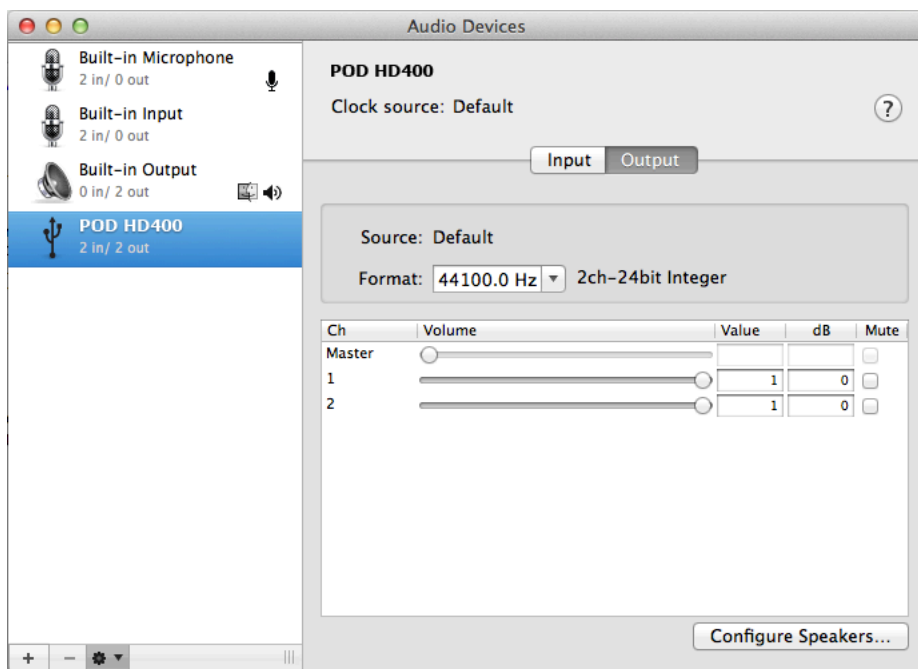 Audio Devices
Built-in Microphone
2 in/ 0 out
Built-in Input
2 in/ 0 out
Built-in Output
0 in/ 2 out
POD HD400
2 in/ 2 out
POD HD400
Clock source: Default
?
Input Output
Source: Default
Format: 44100.0 Hz 2ch-24bit Integer
Ch Volume Value dB Mute
Master
1 1 0
2 1 0
Configure Speakers...